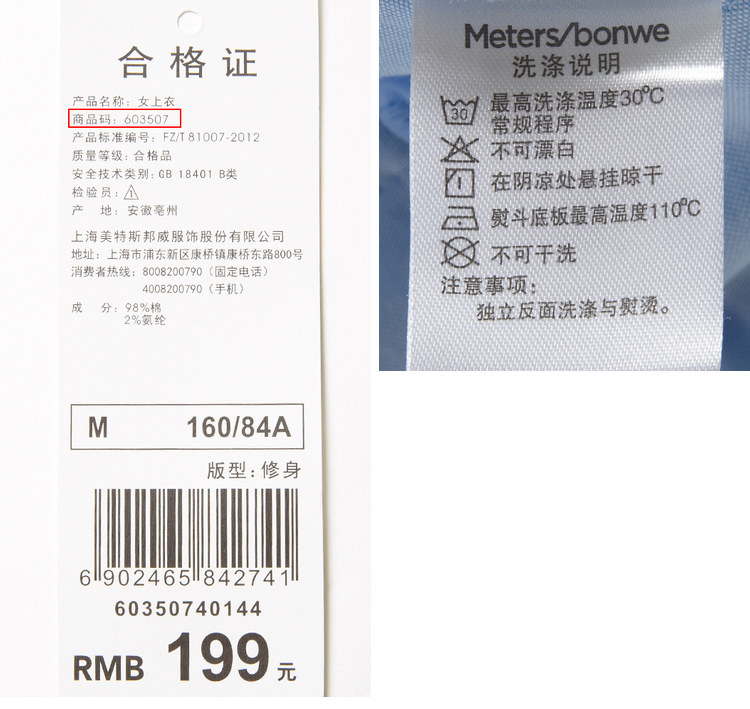 合格证
产品名称: 女上衣
商品码: 603507
产品标准编号: FZ/T 81007-2012
质量等级: 合格品
安全技术类别: GB 18401 B类
检验员: 1
产 地: 安徽亳州
上海美特斯邦威服饰股份有限公司
地址: 上海市浦东新区康桥镇康桥东路800号
消费者热线: 8008200790 (固定电话)
4008200790 (手机)
成 分: 98%棉
2%氨纶
M 160/84A
版型: 修身
6 902465 842741
60350740144
RMB 199元
Meters/bonwe
洗涤说明
30 最高洗涤温度30℃
常规程序
不可漂白
在阴凉处悬挂晾干
熨斗底板最高温度110℃
不可干洗
注意事项:
独立反面洗涤与熨烫。